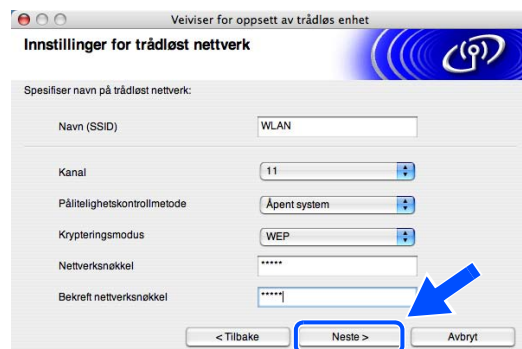 Veiviser for oppsett av trådløs enhet
Innstillinger for trådløst nettverk
Spesifiser navn på trådløst nettverk:
Navn (SSID) WLAN
Kanal 11
Pålitelighetskontrollmetode Åpent system
Krypteringsmodus WEP
Nettverksnøkkel *****
Bekreft nettverksnøkkel *****
< Tilbake Neste > Avbryt